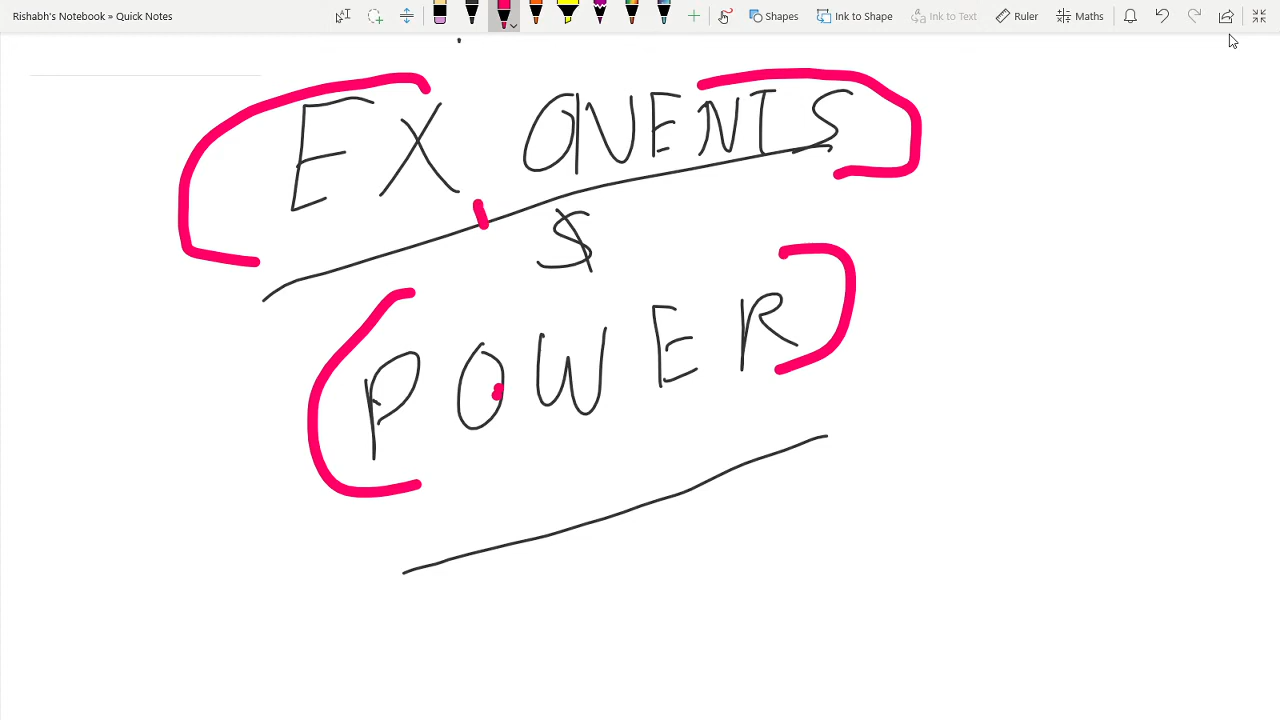 Rishabh's Notebook » Quick Notes
Shapes Ink to Shape Ink to Text Ruler Maths
EX ONENTS
&
POWER